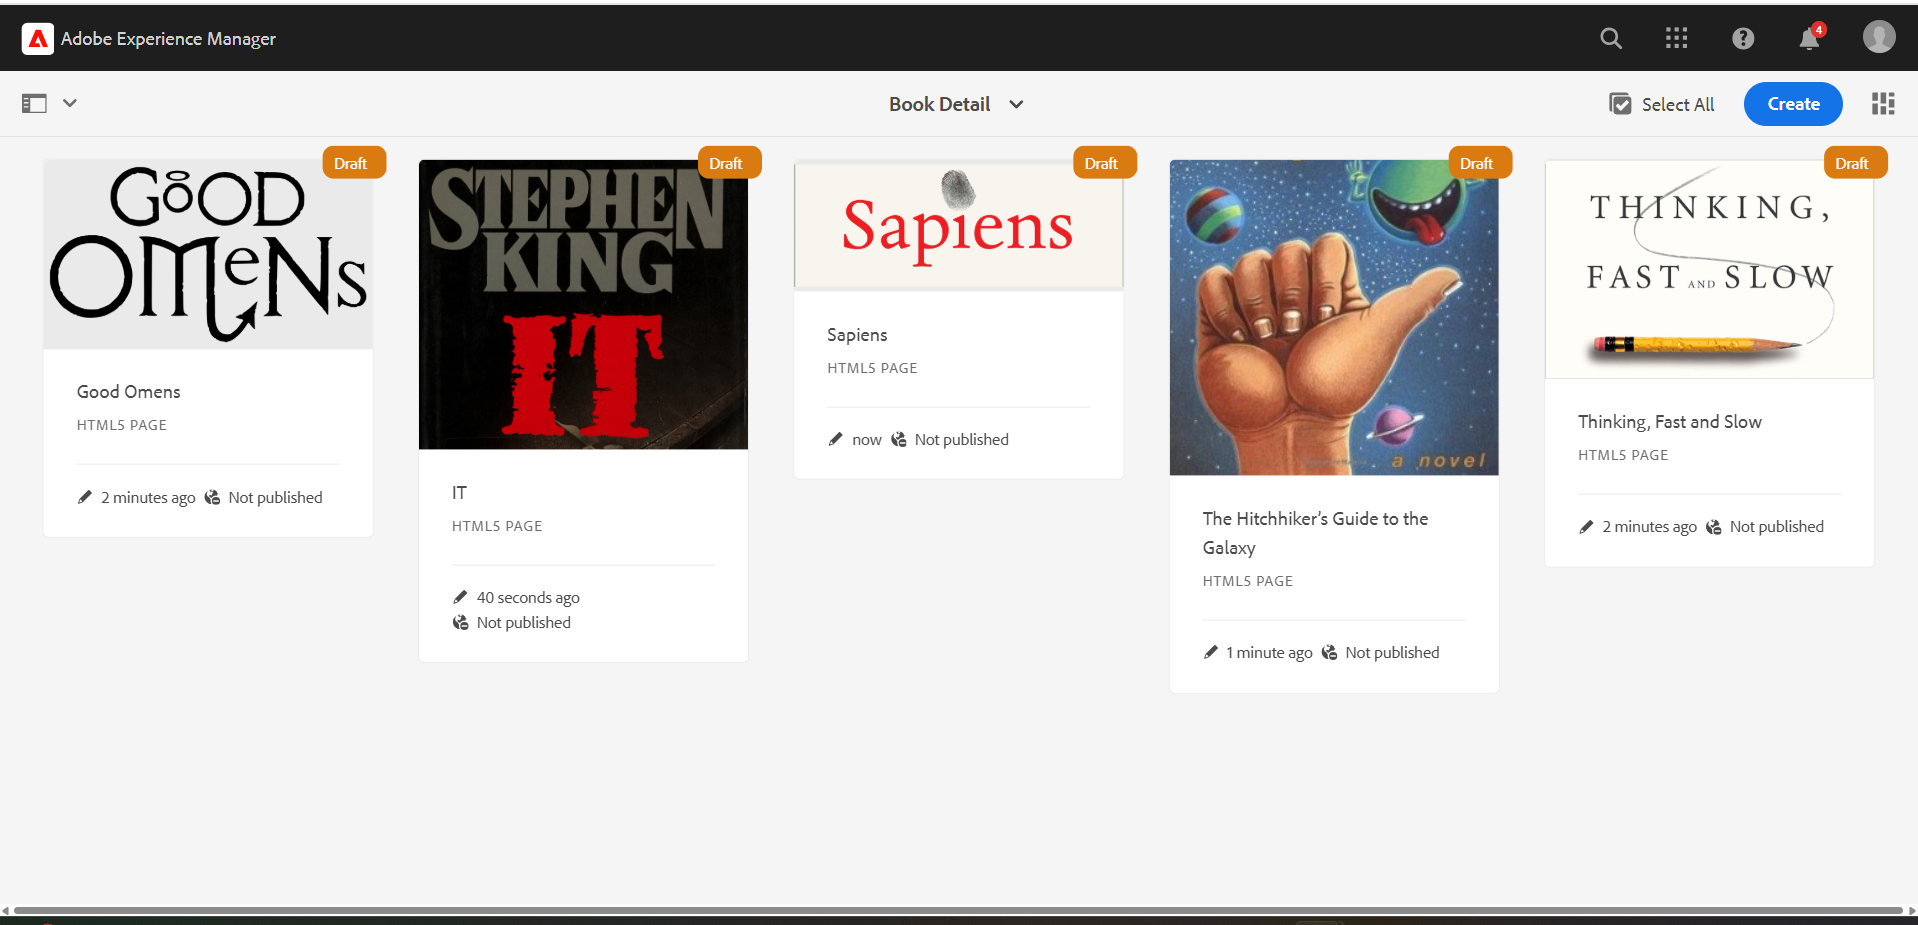 Adobe Experience Manager
4
Book Detail
Select All
Create
Draft
GOOD
OMENS
Good Omens
HTML5 PAGE
2 minutes ago Not published
Draft
STEPHEN
KING
IT
IT
HTML5 PAGE
40 seconds ago
Not published
Draft
Sapiens
Sapiens
HTML5 PAGE
now Not published
Draft
a novel
The Hitchhiker’s Guide to the
Galaxy
HTML5 PAGE
1 minute ago Not published
Draft
THINKING,
FAST AND SLOW
Thinking, Fast and Slow
HTML5 PAGE
2 minutes ago Not published